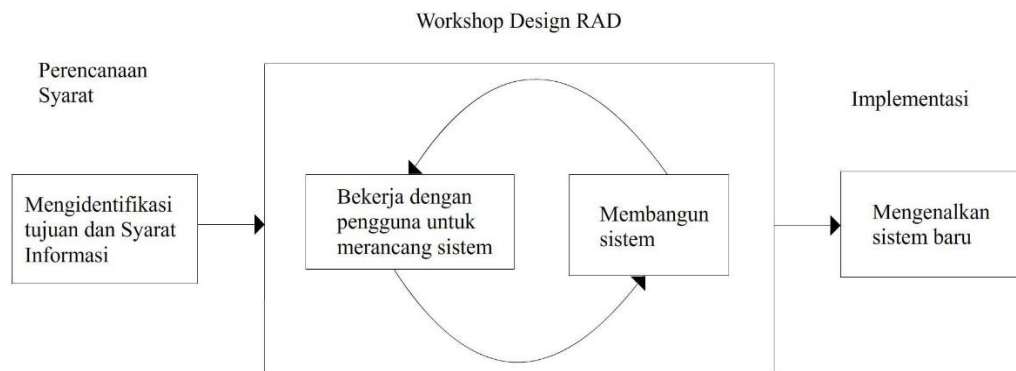 Workshop Design RAD
Perencanaan
Syarat
Implementasi
Mengidentifikasi
tujuan dan Syarat
Informasi
Bekerja dengan
pengguna untuk
merancang sistem
Membangun
sistem
Mengenalkan
sistem baru